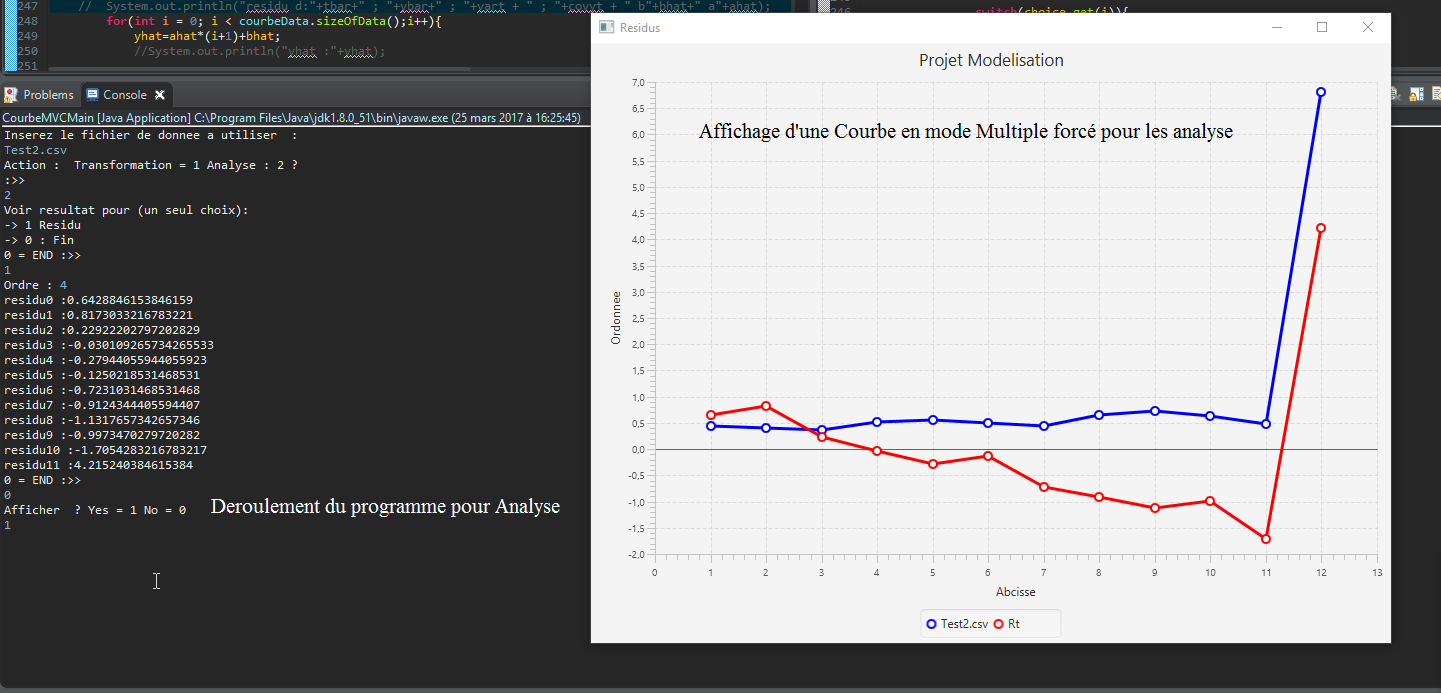 247 // System.out.println("residu d:"+tbar+" ; "+ybar+" ; "+vart + " ; "+covyt + " b"+bhat+" a"+ahat);
248 for(int i = 0; i < courbeData.sizeOfData();i++){
249 yhat=ahat*(i+1)+bhat;
250 //System.out.println("yhat :"+yhat);
251
246 switch(choice.get(i)){
Problems Console
CourbeMVCMain [Java Application] C:\Program Files\Java\jdk1.8.0_51\bin\javaw.exe (25 mars 2017 à 16:25:45)
Inserez le fichier de donnee a utiliser :
Test2.csv
Action : Transformation = 1 Analyse : 2 ?
:>>
2
Voir resultat pour (un seul choix):
-> 1 Residu
-> 0 : Fin
0 = END :>>
1
Ordre : 4
residu0 :0.6428846153846159
residu1 :0.8173033216783221
residu2 :0.22922202797202829
residu3 :-0.030109265734265533
residu4 :-0.27944055944055923
residu5 :-0.1250218531468531
residu6 :-0.7231031468531468
residu7 :-0.9124344405594407
residu8 :-1.1317657342657346
residu9 :-0.9973470279720282
residu10 :-1.7054283216783217
residu11 :4.215240384615384
0 = END :>>
0
Afficher ? Yes = 1 No = 0
1
Deroulement du programme pour Analyse
Residus
Projet Modelisation
Affichage d'une Courbe en mode Multiple forcé pour les analyse
7,0
6,5
6,0
5,5
5,0
4,5
4,0
3,5
3,0
2,5
2,0
1,5
1,0
0,5
0,0
-0,5
-1,0
-1,5
-2,0
Ordonnee
0 1 2 3 4 5 6 7 8 9 10 11 12 13
Abcisse
Test2.csv Rt